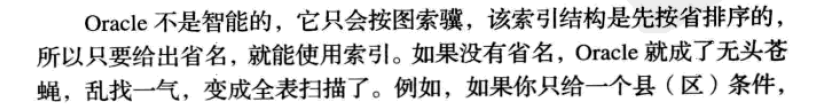 Oracle 不是智能的，它只会按图索骥，该索引结构是先按省排序的，
所以只要给出省名，就能使用索引。如果没有省名，Oracle 就成了无头苍
蝇，乱找一气，变成全表扫描了。例如，如果你只给一个县（区）条件，